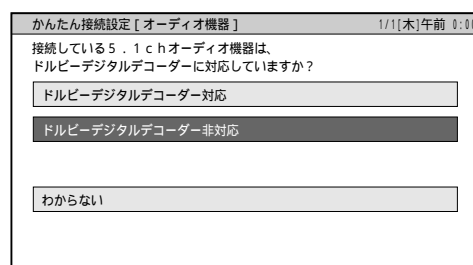 かんたん接続設定 [ オーディオ機器 ] 1/1[木]午前 0:00
接続している5．1chオーディオ機器は、
ドルビーデジタルデコーダーに対応していますか？
ドルビーデジタルデコーダー対応
ドルビーデジタルデコーダー非対応
わからない